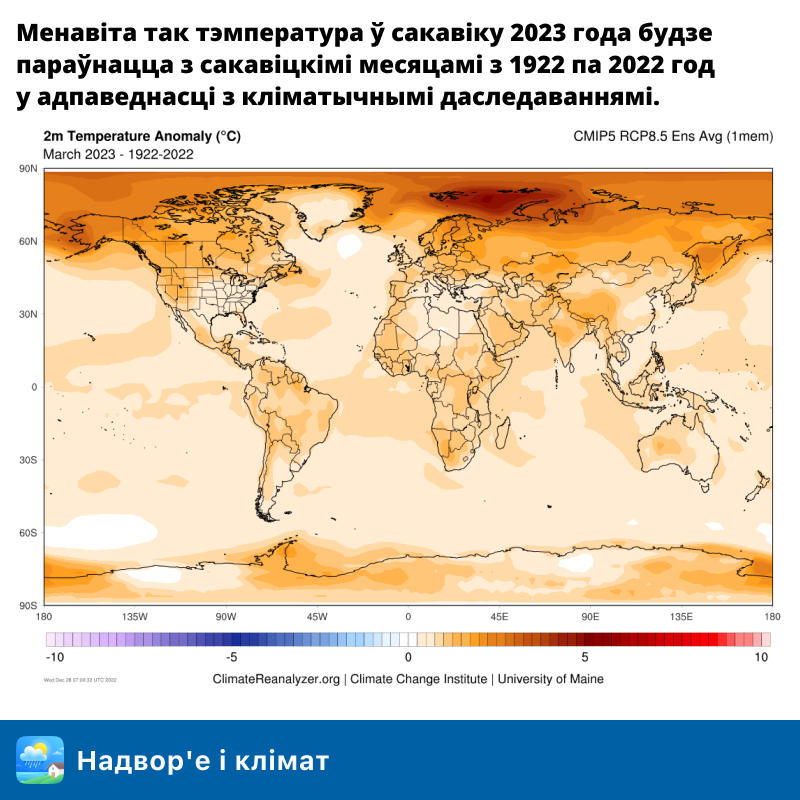 Менавіта так тэмпература ў сакавіку 2023 года будзе
параўнацца з сакавіцкімі месяцамі з 1922 па 2022 год
у адпаведнасці з кліматычнымі даследаваннямі.
2m Temperature Anomaly (°C)
CMIP5 RCP8.5 Ens Avg (1mem)
March 2023 - 1922-2022
90N
60N
30N
0
30S
60S
90S
180 135W 90W 45W 0 45E 90E 135E 180
-10 -5 0 5 10
Wed Dec 28 07:00:32 UTC 2022
ClimateReanalyzer.org | Climate Change Institute | University of Maine
Надвор'е і клімат